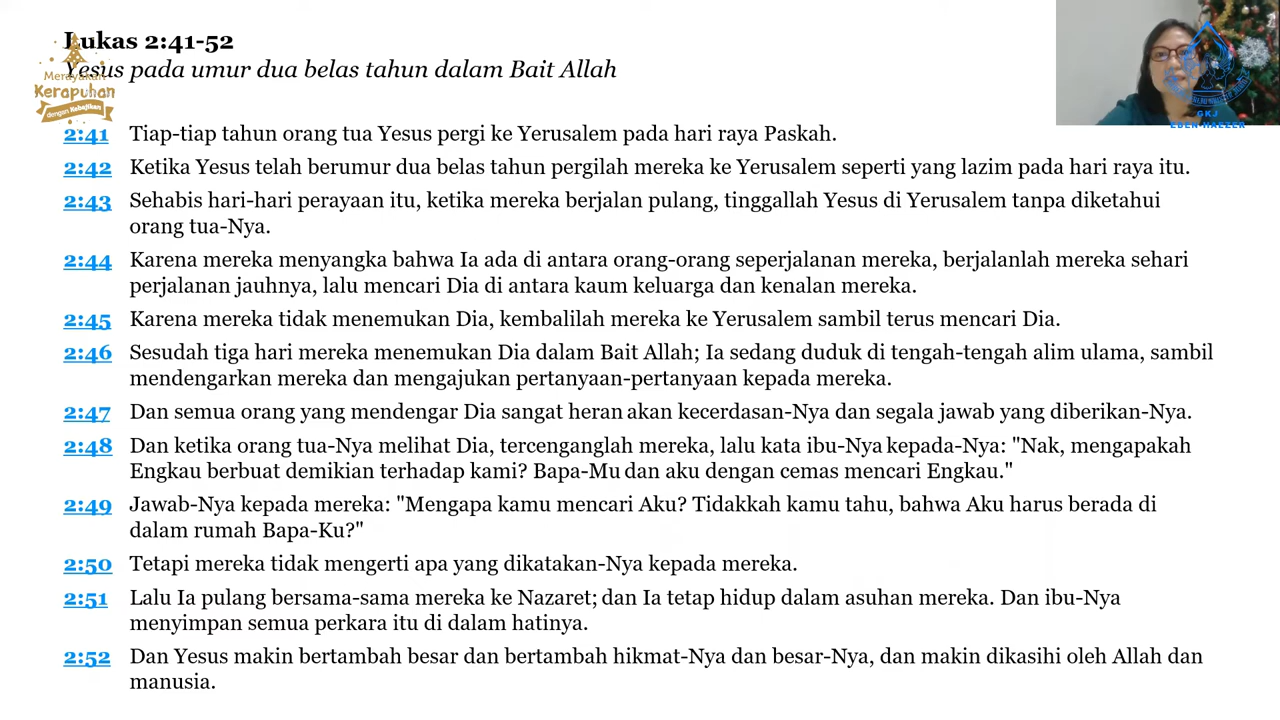 Lukas 2:41-52
Yesus pada umur dua belas tahun dalam Bait Allah
Merayakan
Kerapuhan
dengan Kebajikan
GKJ
EBEN HAEZER
2:41 Tiap-tiap tahun orang tua Yesus pergi ke Yerusalem pada hari raya Paskah.
2:42 Ketika Yesus telah berumur dua belas tahun pergilah mereka ke Yerusalem seperti yang lazim pada hari raya itu.
2:43 Sehabis hari-hari perayaan itu, ketika mereka berjalan pulang, tinggallah Yesus di Yerusalem tanpa diketahui
orang tua-Nya.
2:44 Karena mereka menyangka bahwa Ia ada di antara orang-orang seperjalanan mereka, berjalanlah mereka sehari
perjalanan jauhnya, lalu mencari Dia di antara kaum keluarga dan kenalan mereka.
2:45 Karena mereka tidak menemukan Dia, kembalilah mereka ke Yerusalem sambil terus mencari Dia.
2:46 Sesudah tiga hari mereka menemukan Dia dalam Bait Allah; Ia sedang duduk di tengah-tengah alim ulama, sambil
mendengarkan mereka dan mengajukan pertanyaan-pertanyaan kepada mereka.
2:47 Dan semua orang yang mendengar Dia sangat heran akan kecerdasan-Nya dan segala jawab yang diberikan-Nya.
2:48 Dan ketika orang tua-Nya melihat Dia, tercenganglah mereka, lalu kata ibu-Nya kepada-Nya: "Nak, mengapakah
Engkau berbuat demikian terhadap kami? Bapa-Mu dan aku dengan cemas mencari Engkau."
2:49 Jawab-Nya kepada mereka: "Mengapa kamu mencari Aku? Tidakkah kamu tahu, bahwa Aku harus berada di
dalam rumah Bapa-Ku?"
2:50 Tetapi mereka tidak mengerti apa yang dikatakan-Nya kepada mereka.
2:51 Lalu Ia pulang bersama-sama mereka ke Nazaret; dan Ia tetap hidup dalam asuhan mereka. Dan ibu-Nya
menyimpan semua perkara itu di dalam hatinya.
2:52 Dan Yesus makin bertambah besar dan bertambah hikmat-Nya dan besar-Nya, dan makin dikasihi oleh Allah dan
manusia.